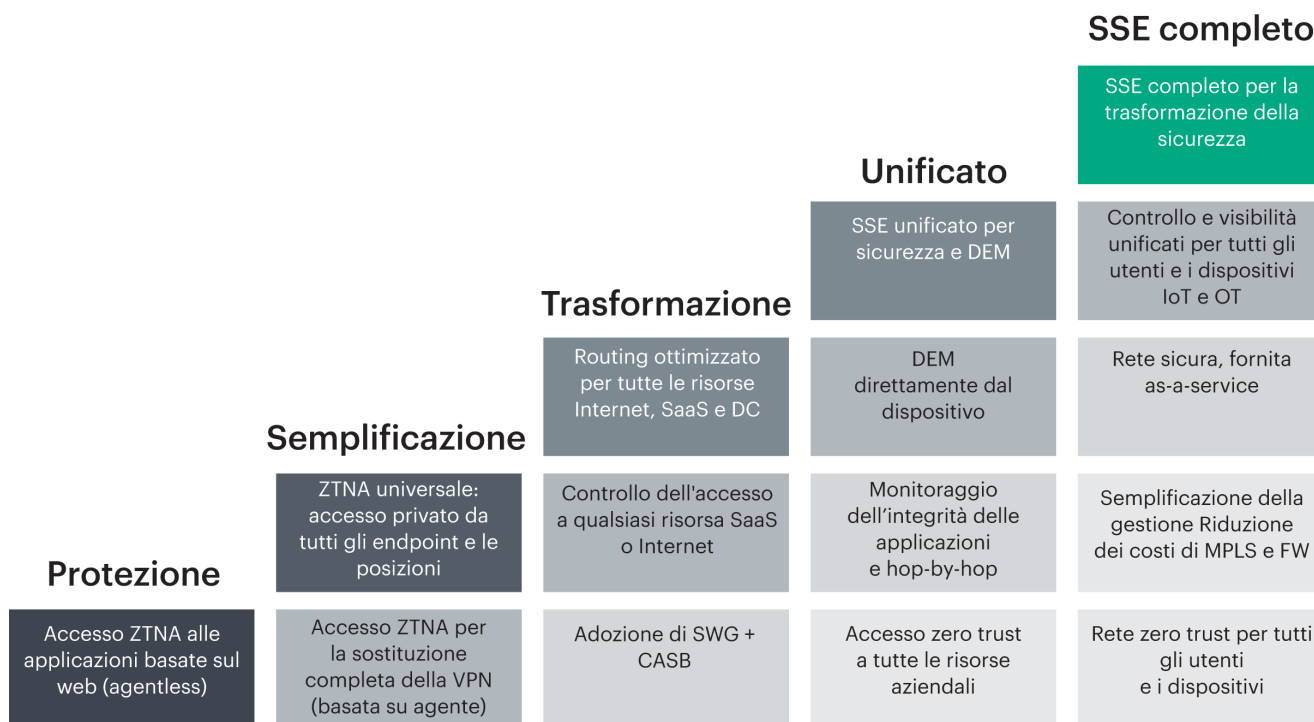 Protezione
Accesso ZTNA alle
applicazioni basate sul
web (agentless)
Semplificazione
ZTNA universale:
accesso privato da
tutti gli endpoint e le
posizioni
Accesso ZTNA per
la sostituzione
completa della VPN
(basata su agente)
Trasformazione
Routing ottimizzato
per tutte le risorse
Internet, SaaS e DC
Controllo dell'accesso
a qualsiasi risorsa SaaS
o Internet
Adozione di SWG +
CASB
Unificato
SSE unificato per
sicurezza e DEM
DEM
direttamente dal
dispositivo
Monitoraggio
dell’integrità delle
applicazioni
e hop-by-hop
Accesso zero trust
a tutte le risorse
aziendali
SSE completo
SSE completo per la
trasformazione della
sicurezza
Controllo e visibilità
unificati per tutti gli
utenti e i dispositivi
IoT e OT
Rete sicura, fornita
as-a-service
Semplificazione della
gestione Riduzione
dei costi di MPLS e FW
Rete zero trust per tutti
gli utenti
e i dispositivi